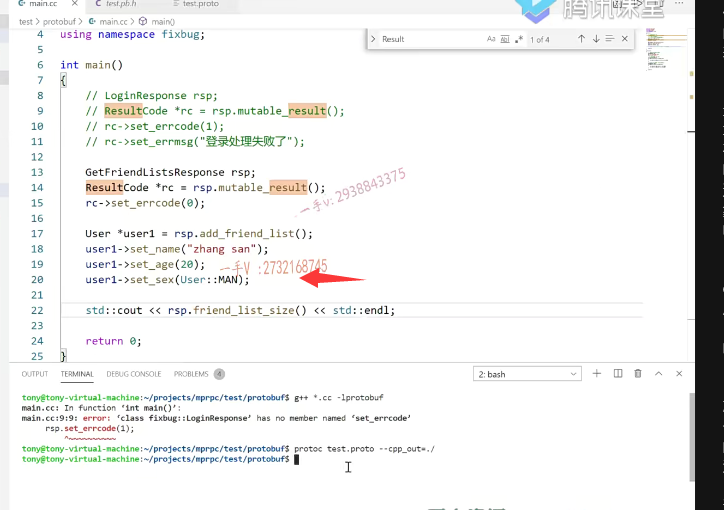 main.cc test.pb.h test.proto 腾讯课堂
test > protobuf > main.cc > main()
Result Aa 1 of 4
4 using namespace fixbug;
5
6 int main()
7 {
8 // LoginResponse rsp;
9 // ResultCode *rc = rsp.mutable_result();
10 // rc->set_errcode(1);
11 // rc->set_errmsg("登录处理失败了");
12
13 GetFriendListsResponse rsp;
14 ResultCode *rc = rsp.mutable_result();
15 rc->set_errcode(0);
一手v:2938843375
16
17 User *user1 = rsp.add_friend_list();
18 user1->set_name("zhang san");
19 user1->set_age(20);
一手V :2732168745
20 user1->set_sex(User::MAN);
21
22 std::cout << rsp.friend_list_size() << std::endl;
23
24 return 0;
25 }
OUTPUT TERMINAL DEBUG CONSOLE PROBLEMS 4 2: bash
tony@tony-virtual-machine:~/projects/mprpc/test/protobuf$ g++ *.cc -lprotobuf
main.cc: In function ‘int main()’:
main.cc:9:9: error: ‘class fixbug::LoginResponse’ has no member named ‘set_errcode’
rsp.set_errcode(1);
^~~~~~~~~~~
tony@tony-virtual-machine:~/projects/mprpc/test/protobuf$ protoc test.proto --cpp_out=./
tony@tony-virtual-machine:~/projects/mprpc/test/protobuf$